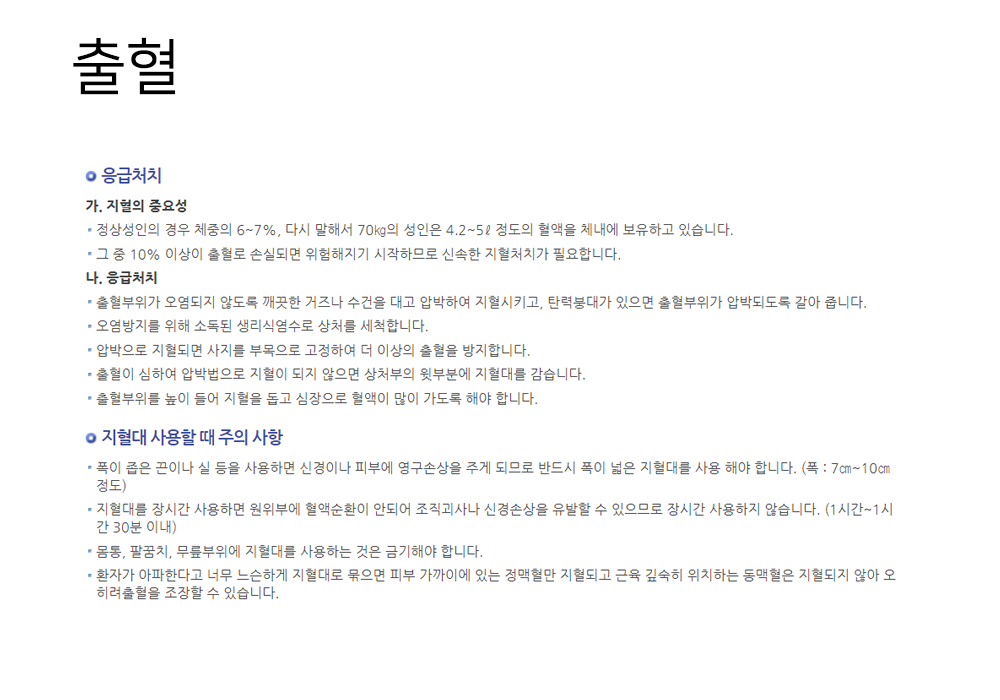 출혈
응급처치
가. 지혈의 중요성
정상성인의 경우 체중의 6~7%, 다시 말해서 70㎏의 성인은 4.2~5ℓ 정도의 혈액을 체내에 보유하고 있습니다.
그 중 10% 이상이 출혈로 손실되면 위험해지기 시작하므로 신속한 지혈처치가 필요합니다.
나. 응급처치
출혈부위가 오염되지 않도록 깨끗한 거즈나 수건을 대고 압박하여 지혈시키고, 탄력붕대가 있으면 출혈부위가 압박되도록 갈아 줍니다.
오염방지를 위해 소독된 생리식염수로 상처를 세척합니다.
압박으로 지혈되면 사지를 부목으로 고정하여 더 이상의 출혈을 방지합니다.
출혈이 심하여 압박법으로 지혈이 되지 않으면 상처부의 윗부분에 지혈대를 감습니다.
출혈부위를 높이 들어 지혈을 돕고 심장으로 혈액이 많이 가도록 해야 합니다.
지혈대 사용할 때 주의 사항
폭이 좁은 끈이나 실 등을 사용하면 신경이나 피부에 영구손상을 주게 되므로 반드시 폭이 넓은 지혈대를 사용 해야 합니다. (폭 : 7㎝~10㎝
정도)
지혈대를 장시간 사용하면 원위부에 혈액순환이 안되어 조직괴사나 신경손상을 유발할 수 있으므로 장시간 사용하지 않습니다. (1시간~1시
간 30분 이내)
몸통, 팔꿈치, 무릎부위에 지혈대를 사용하는 것은 금기해야 합니다.
환자가 아파한다고 너무 느슨하게 지혈대로 묶으면 피부 가까이에 있는 정맥혈만 지혈되고 근육 깊숙히 위치하는 동맥혈은 지혈되지 않아 오
히려출혈을 조장할 수 있습니다.